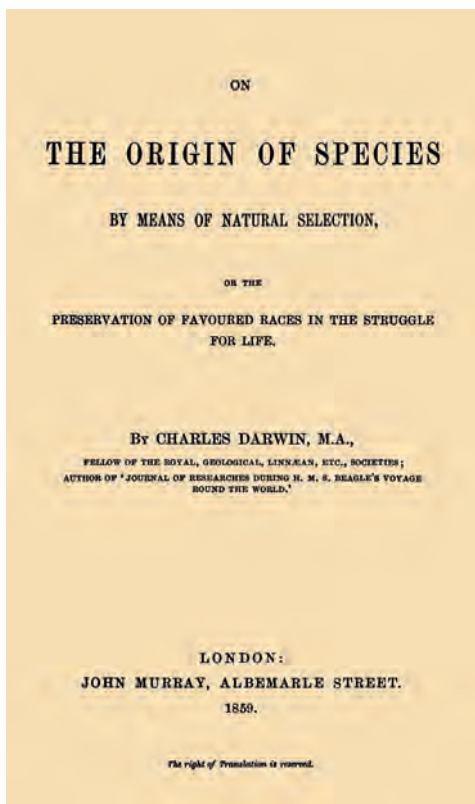 ON
THE ORIGIN OF SPECIES
BY MEANS OF NATURAL SELECTION,
OR THE
PRESERVATION OF FAVOURED RACES IN THE STRUGGLE
FOR LIFE.
BY CHARLES DARWIN, M.A.,
FELLOW OF THE ROYAL, GEOLOGICAL, LINNÆAN, ETC., SOCIETIES;
AUTHOR OF 'JOURNAL OF RESEARCHES DURING H. M. S. BEAGLE'S VOYAGE
ROUND THE WORLD.'
LONDON:
JOHN MURRAY, ALBEMARLE STREET.
1859.
The right of Translation is reserved.